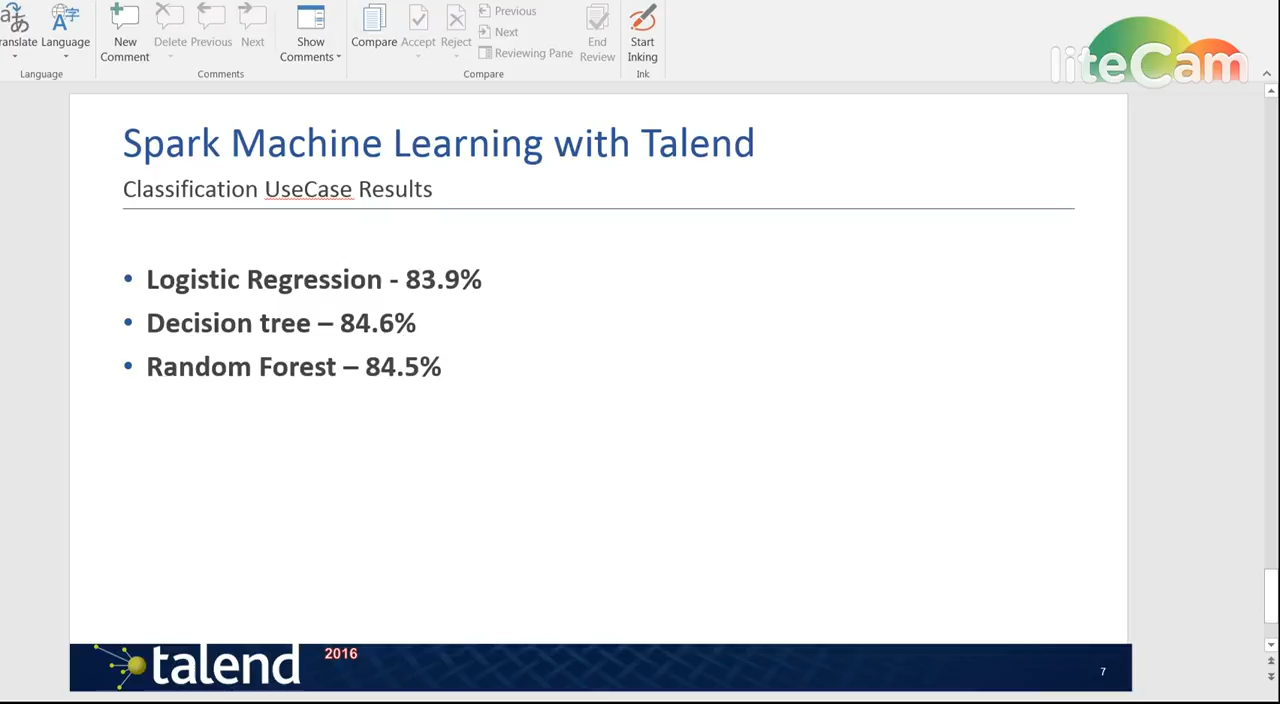 ranslate Language
Language
New
Comment
Delete Previous Next
Show
Comments
Comments
Compare Accept Reject
Previous
Next
Reviewing Pane
Compare
End
Review
Start
Inking
Ink
liteCam
Spark Machine Learning with Talend
Classification UseCase Results
• Logistic Regression - 83.9%
• Decision tree – 84.6%
• Random Forest – 84.5%
talend 2016
7